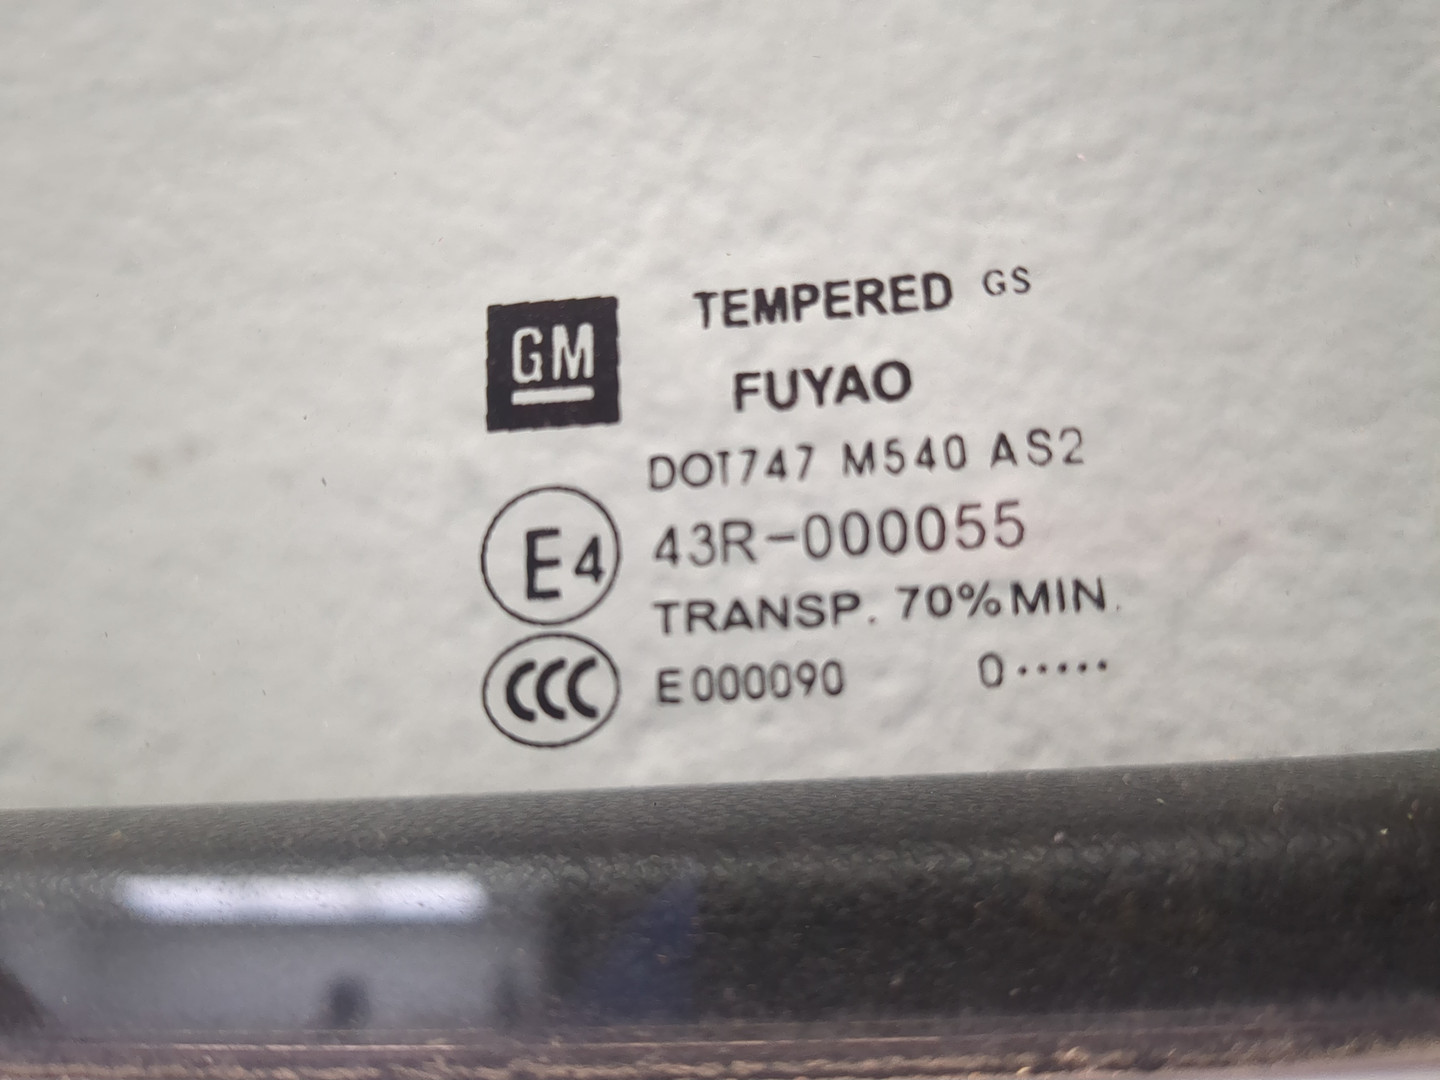 GM
TEMPERED GS
FUYAO
DOT747 M540 AS2
E4 43R-000055
TRANSP. 70% MIN.
CCC E000090 0·····